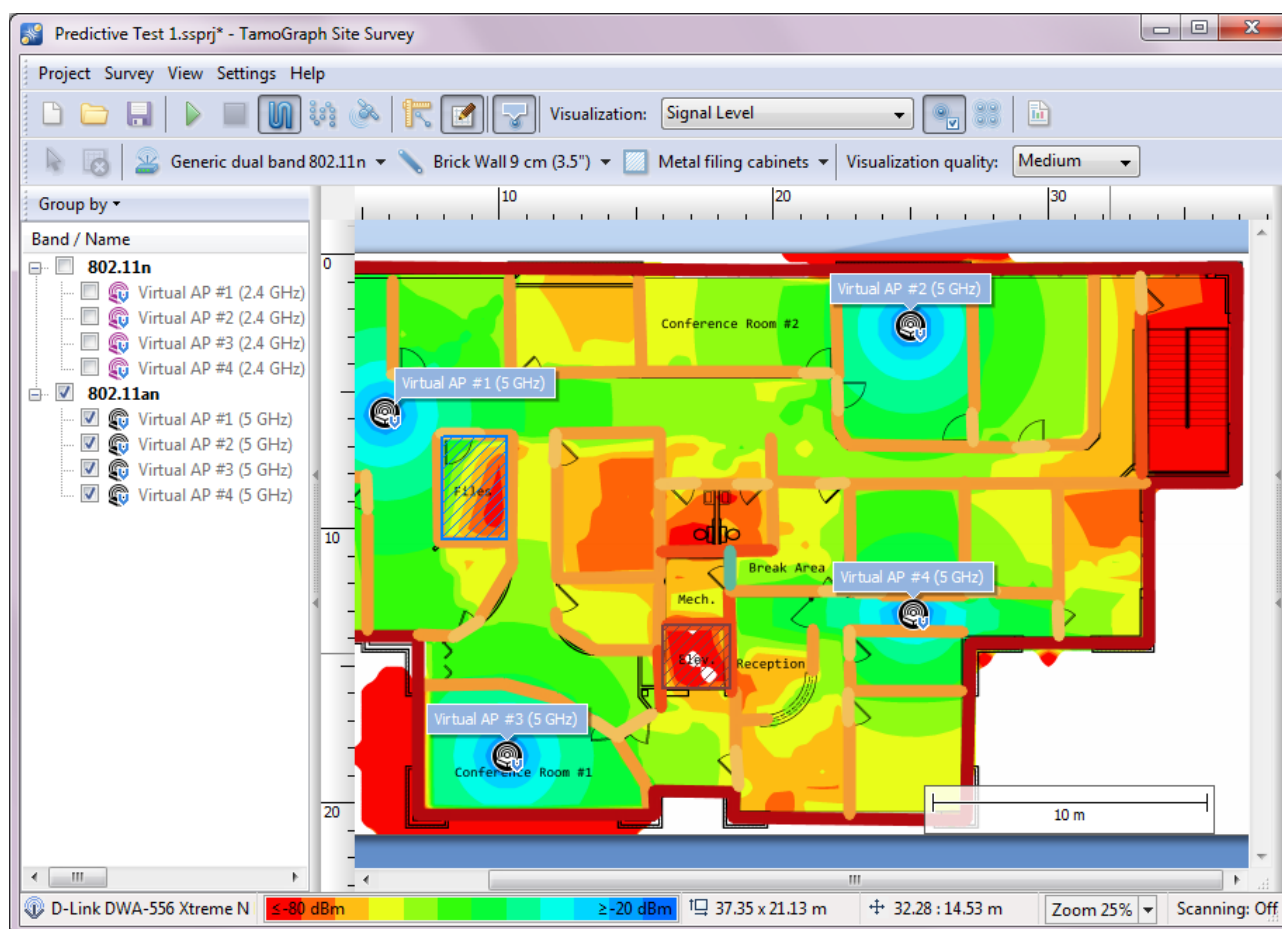 Predictive Test 1.ssprj* - TamoGraph Site Survey
Project Survey View Settings Help
Visualization: Signal Level
Generic dual band 802.11n Brick Wall 9 cm (3.5") Metal filing cabinets Visualization quality: Medium
Group by
Band / Name
802.11n
Virtual AP #1 (2.4 GHz)
Virtual AP #2 (2.4 GHz)
Virtual AP #3 (2.4 GHz)
Virtual AP #4 (2.4 GHz)
802.11an
Virtual AP #1 (5 GHz)
Virtual AP #2 (5 GHz)
Virtual AP #3 (5 GHz)
Virtual AP #4 (5 GHz)
10 20 30
0
10
20
Virtual AP #2 (5 GHz)
Conference Room #2
Virtual AP #1 (5 GHz)
Files
Break Area
Virtual AP #4 (5 GHz)
Mech.
Elev.
Reception
Virtual AP #3 (5 GHz)
Conference Room #1
10 m
D-Link DWA-556 Xtreme N ≤-80 dBm ≥-20 dBm 37.35 x 21.13 m 32.28 : 14.53 m Zoom 25% Scanning: Off